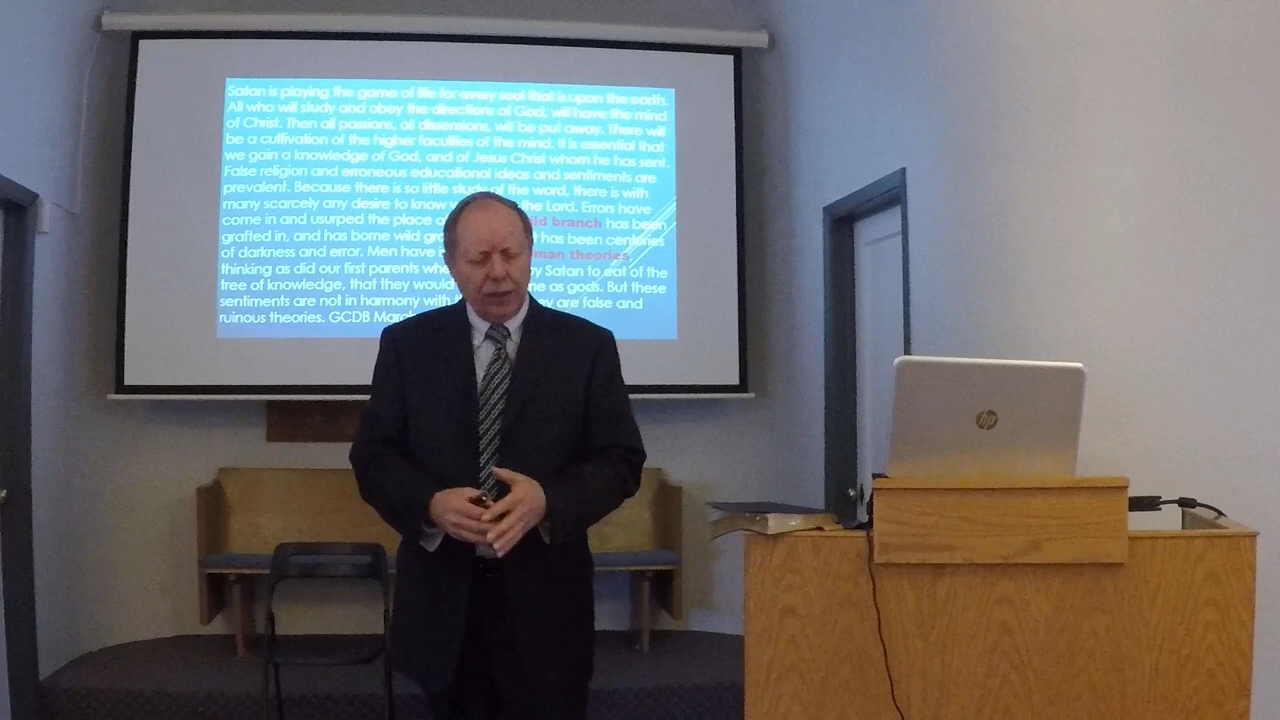 Satan is playing the game of life for every soul that is upon the earth.
All who will study and obey the directions of God, will have the mind
of Christ. Then all passions, all dissensions, will be put away. There will
be a cultivation of the higher faculties of the mind. It is essential that
we gain a knowledge of God, and of Jesus Christ whom he has sent.
False religion and erroneous educational ideas and sentiments are
prevalent. Because there is so little study of the word, there is with
many scarcely any desire to know the Lord. Errors have
come in and usurped the place of branch has been
grafted in, and has borne wild has been centuries
of darkness and error. Men have theories,
thinking as did our first parents by Satan to eat of the
tree of knowledge, that they would as gods. But these
sentiments are not in harmony with are false and
ruinous theories. GCDB
hp